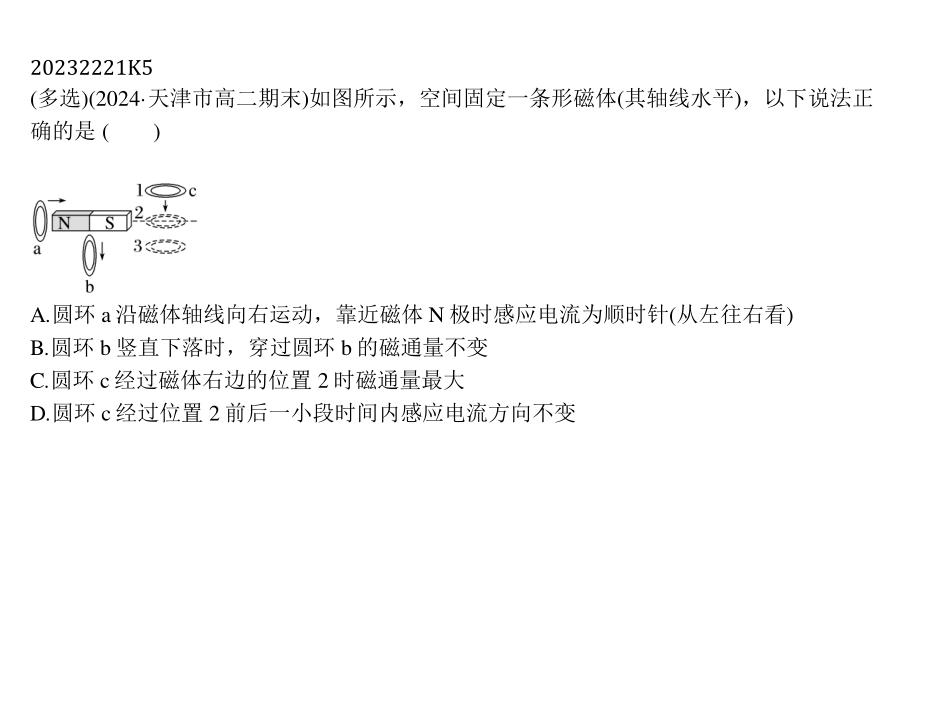 20232221K5
(多选)(2024·天津市高二期末)如图所示，空间固定一条形磁体(其轴线水平)，以下说法正
确的是 (　　)
1 c
N S 2
a 3
b
A.圆环 a 沿磁体轴线向右运动，靠近磁体 N 极时感应电流为顺时针(从左往右看)
B.圆环 b 竖直下落时，穿过圆环 b 的磁通量不变
C.圆环 c 经过磁体右边的位置 2 时磁通量最大
D.圆环 c 经过位置 2 前后一小段时间内感应电流方向不变